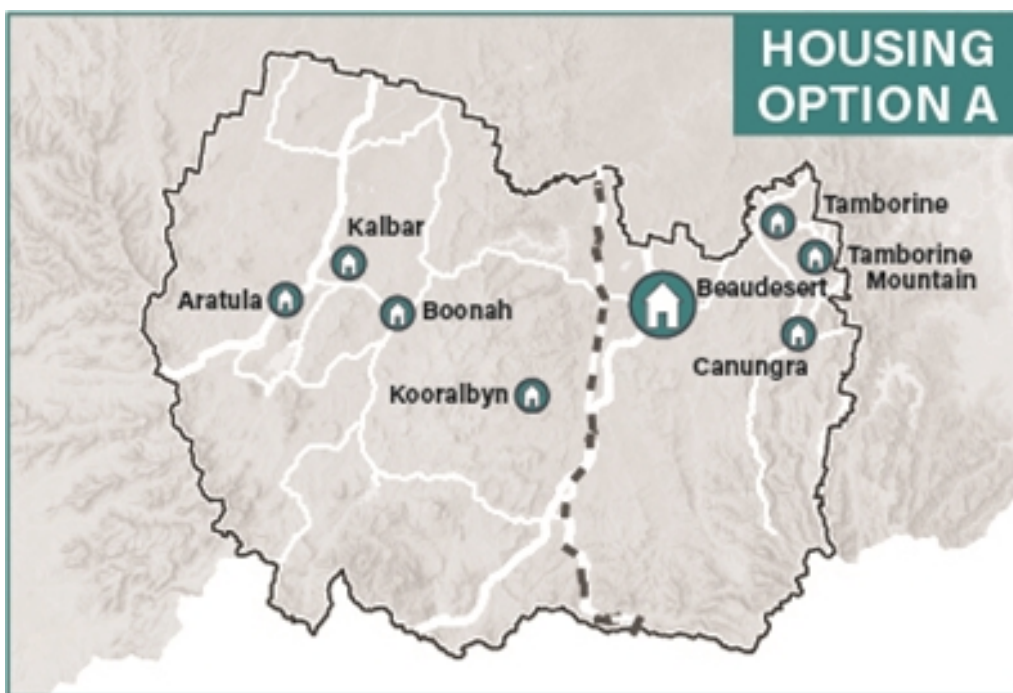 HOUSING
OPTION A
Tamborine
Kalbar
Tamborine
Mountain
Beaudesert
Aratula
Boonah
Canungra
Kooralbyn